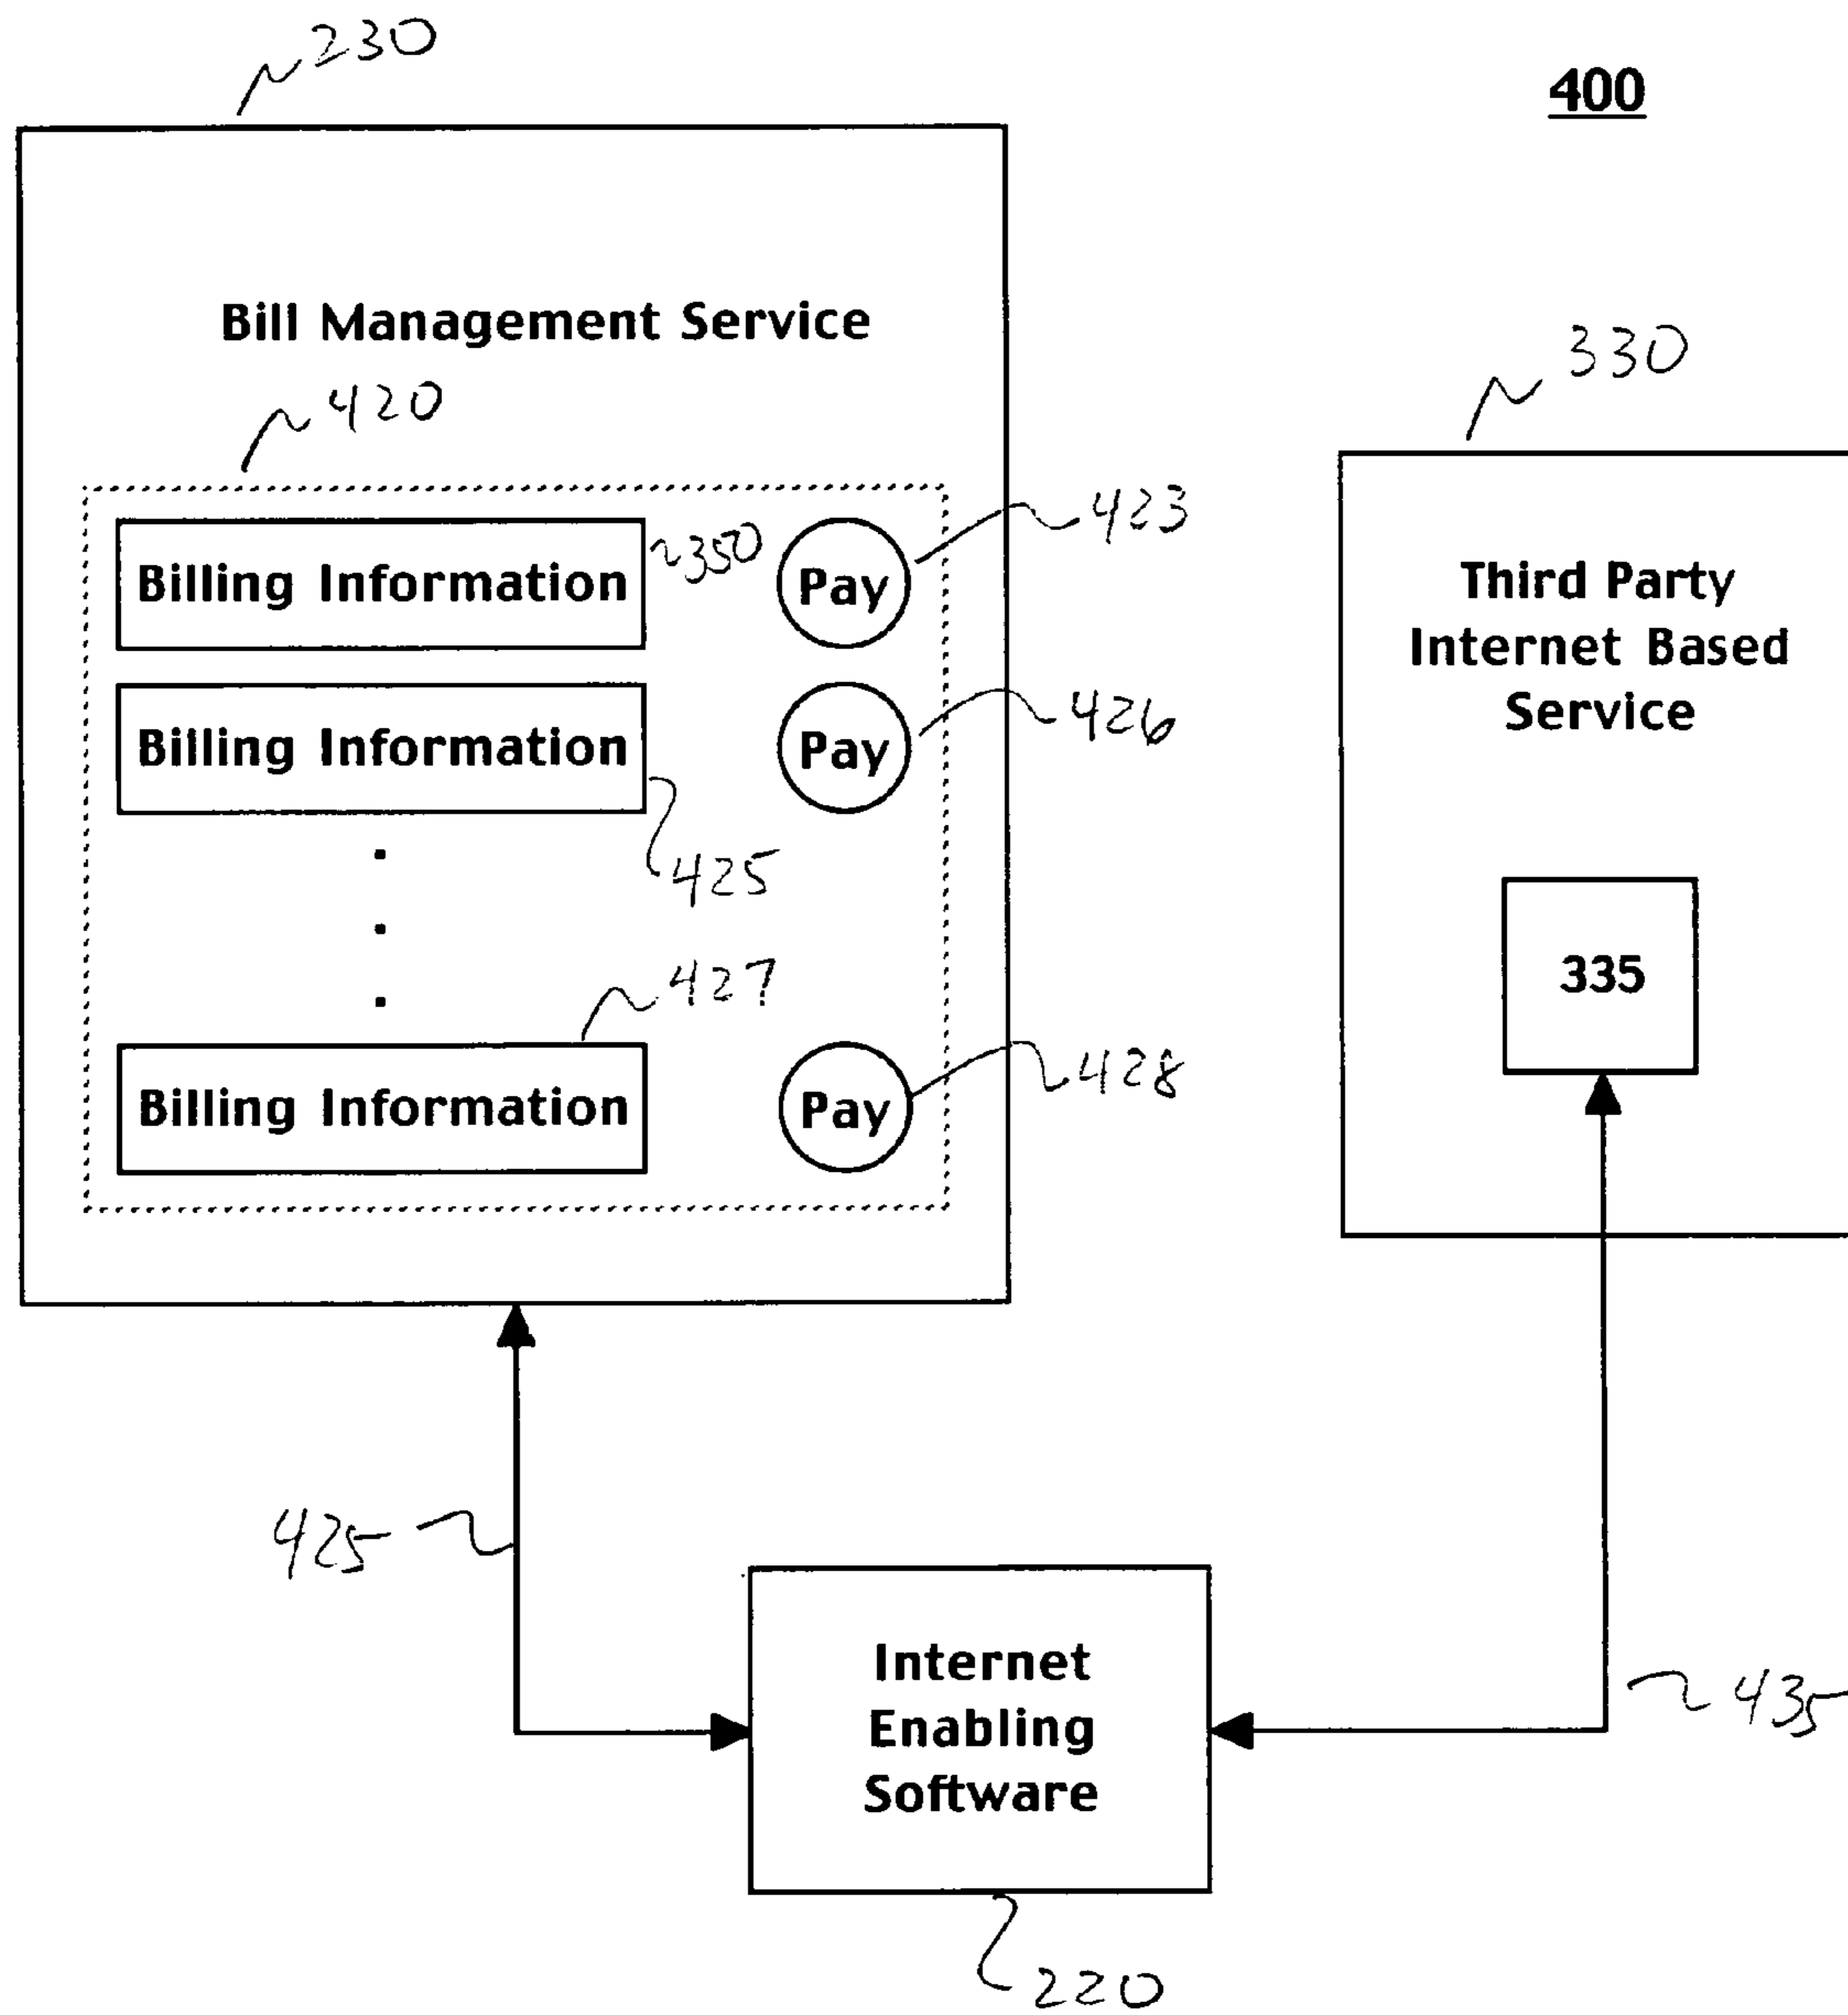 230
400
Bill Management Service
420
330
Billing Information
350
Pay
423
Third Party
Internet Based
Service
Billing Information
Pay
426
425
335
427
Billing Information
Pay
428
425
Internet
Enabling
Software
435
220